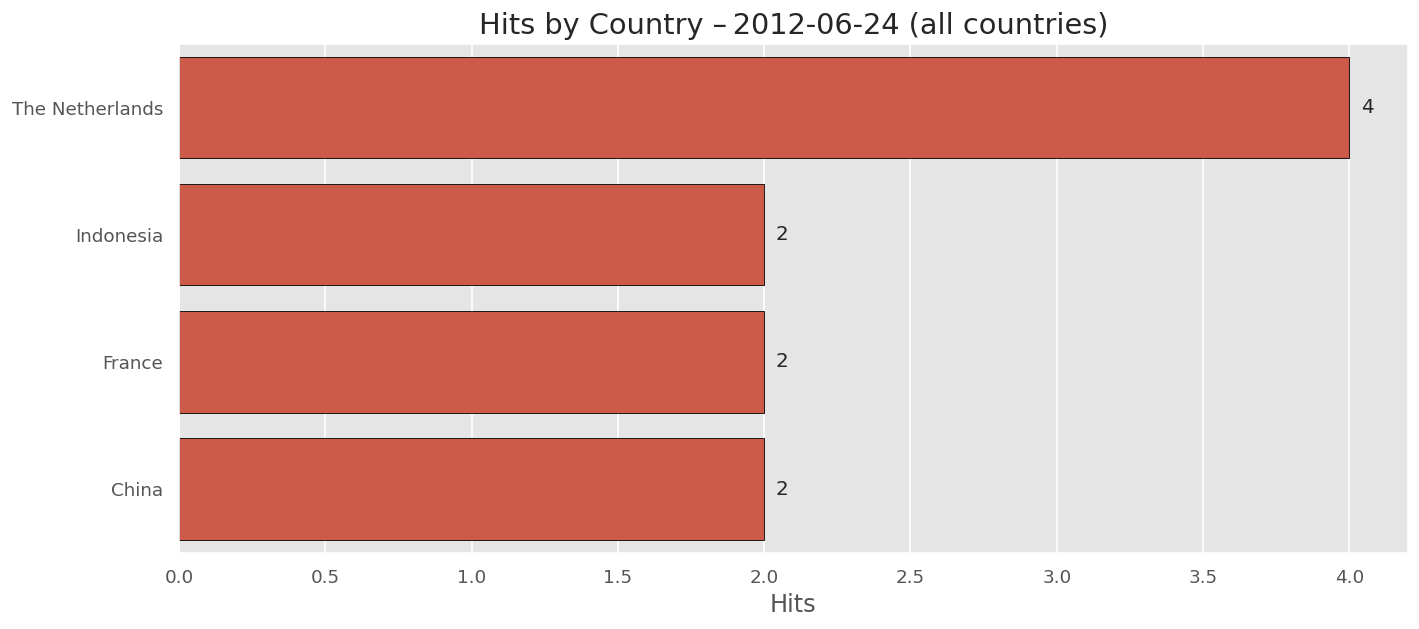 Hits by Country – 2012-06-24 (all countries)
The Netherlands
4
Indonesia
2
France
2
China
2
0.0 0.5 1.0 1.5 2.0 2.5 3.0 3.5 4.0
Hits